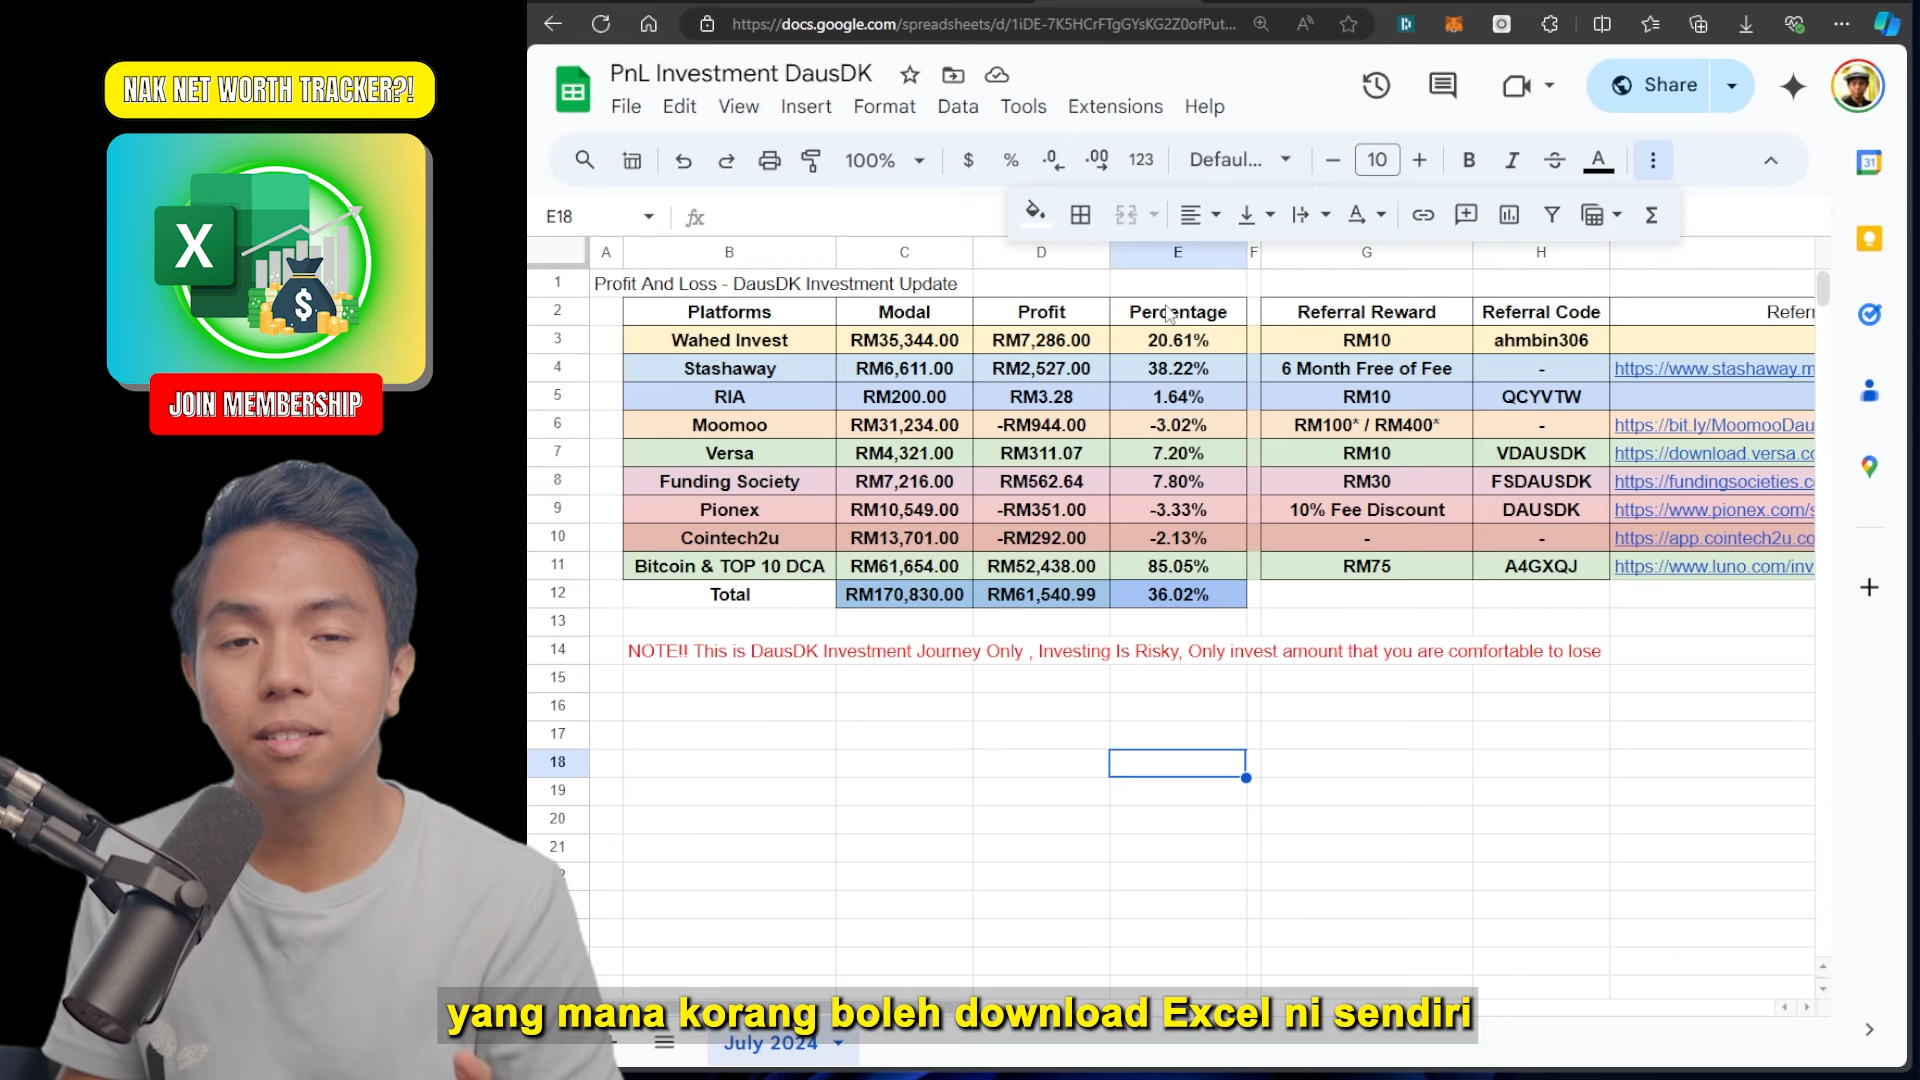 NAK NET WORTH TRACKER?!
X
$
JOIN MEMBERSHIP
https://docs.google.com/spreadsheets/d/1iDE-7K5HCrFTgGYsKG2Z0ofPut...
PnL Investment DausDK
File Edit View Insert Format Data Tools Extensions Help
Share
100% $ % .0 .00 123 Defaul... 10 B I A
E18 fx
A B C D E F G H
1 Profit And Loss - DausDK Investment Update
2 Platforms Modal Profit Percentage Referral Reward Referral Code Referr
3 Wahed Invest RM35,344.00 RM7,286.00 20.61% RM10 ahmbin306
4 Stashaway RM6,611.00 RM2,527.00 38.22% 6 Month Free of Fee - https://www.stashaway.m
5 RIA RM200.00 RM3.28 1.64% RM10 QCYVTW
6 Moomoo RM31,234.00 -RM944.00 -3.02% RM100* / RM400* - https://bit.ly/MoomooDau
7 Versa RM4,321.00 RM311.07 7.20% RM10 VDAUSDK https://download.versa.co
8 Funding Society RM7,216.00 RM562.64 7.80% RM30 FSDAUSDK https://fundingsocieties.c
9 Pionex RM10,549.00 -RM351.00 -3.33% 10% Fee Discount DAUSDK https://www.pionex.com/s
10 Cointech2u RM13,701.00 -RM292.00 -2.13% - - https://app.cointech2u.co
11 Bitcoin & TOP 10 DCA RM61,654.00 RM52,438.00 85.05% RM75 A4GXQJ https://www.luno.com/inv
12 Total RM170,830.00 RM61,540.99 36.02%
13
14 NOTE!! This is DausDK Investment Journey Only , Investing Is Risky, Only invest amount that you are comfortable to lose
15
16
17
18
19
20
21
yang mana korang boleh download Excel ni sendiri
July 2024
31